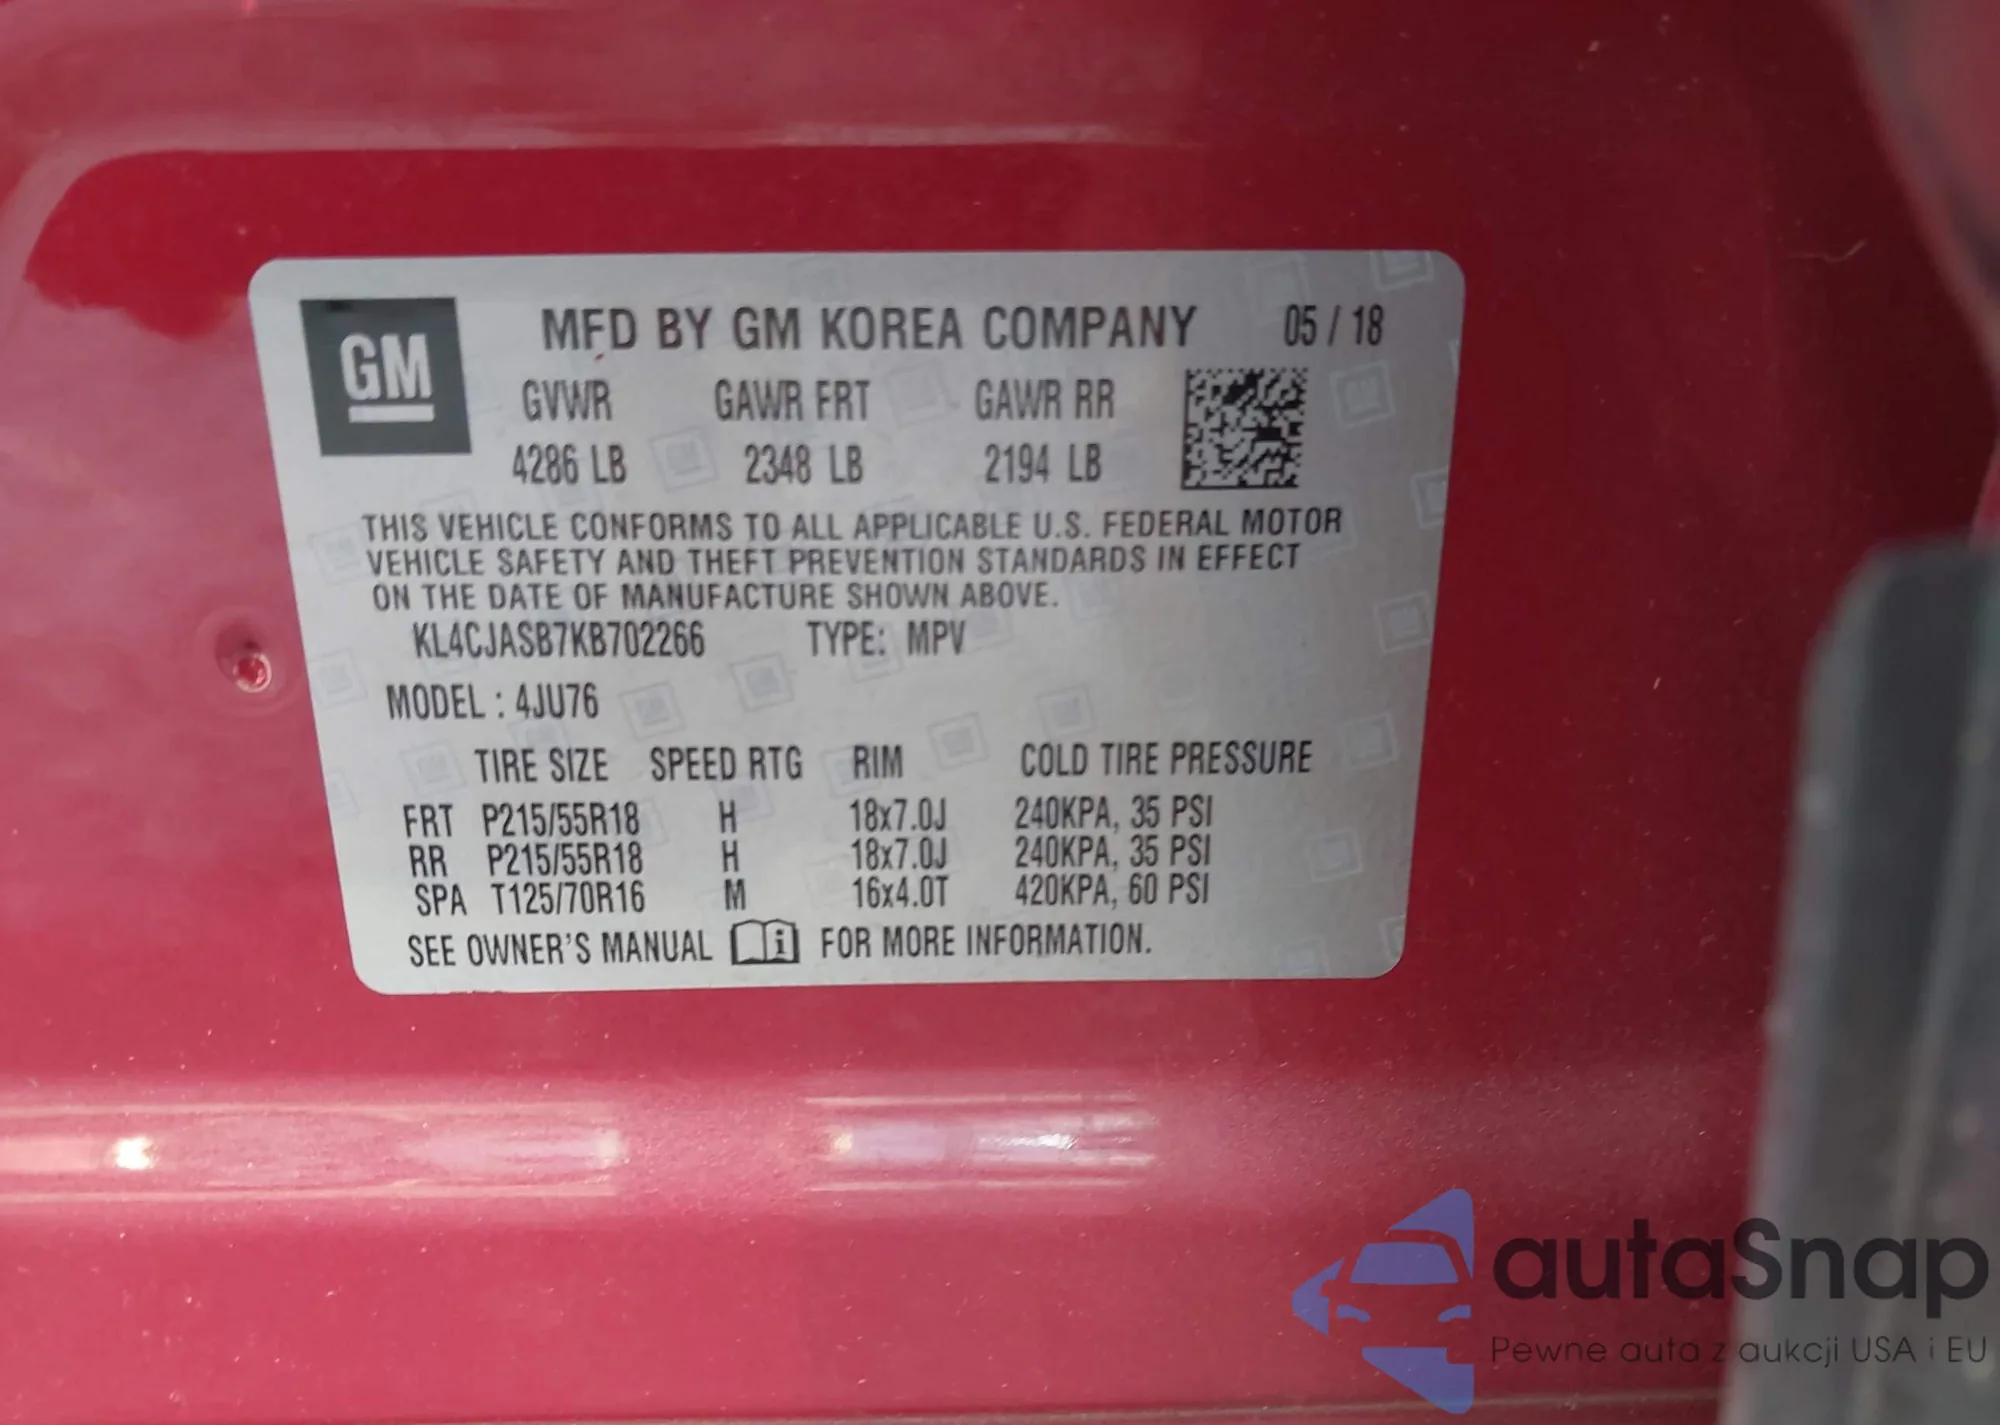 GM
MFD BY GM KOREA COMPANY 05 / 18
GVWR GAWR FRT GAWR RR
4286 LB 2348 LB 2194 LB
THIS VEHICLE CONFORMS TO ALL APPLICABLE U.S. FEDERAL MOTOR
VEHICLE SAFETY AND THEFT PREVENTION STANDARDS IN EFFECT
ON THE DATE OF MANUFACTURE SHOWN ABOVE.
KL4CJASB7KB702266 TYPE: MPV
MODEL : 4JU76
TIRE SIZE SPEED RTG RIM COLD TIRE PRESSURE
FRT P215/55R18 H 18x7.0J 240KPA, 35 PSI
RR P215/55R18 H 18x7.0J 240KPA, 35 PSI
SPA T125/70R16 M 16x4.0T 420KPA, 60 PSI
SEE OWNER'S MANUAL i FOR MORE INFORMATION.
autaSnap
Pewne auta z aukcji USA i EU